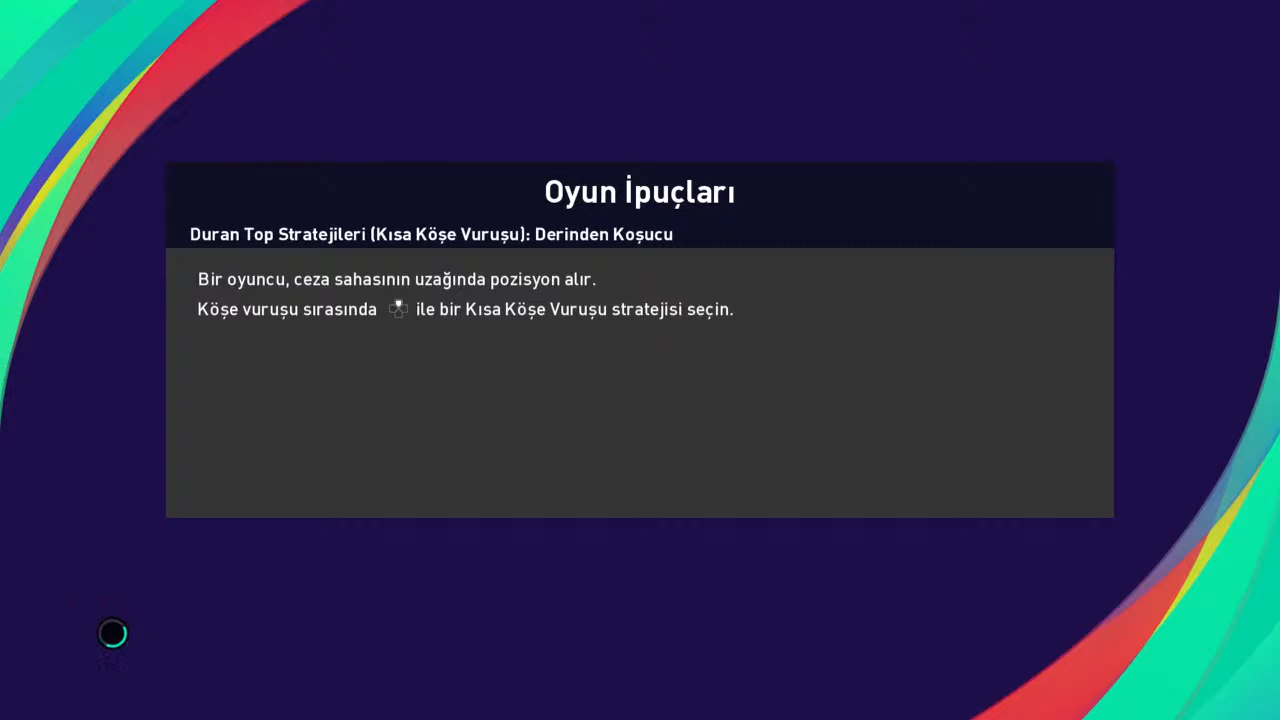 Oyun İpuçları
Duran Top Stratejileri (Kısa Köşe Vuruşu): Derinden Koşucu
Bir oyuncu, ceza sahasının uzağında pozisyon alır.
Köşe vuruşu sırasında ile bir Kısa Köşe Vuruşu stratejisi seçin.